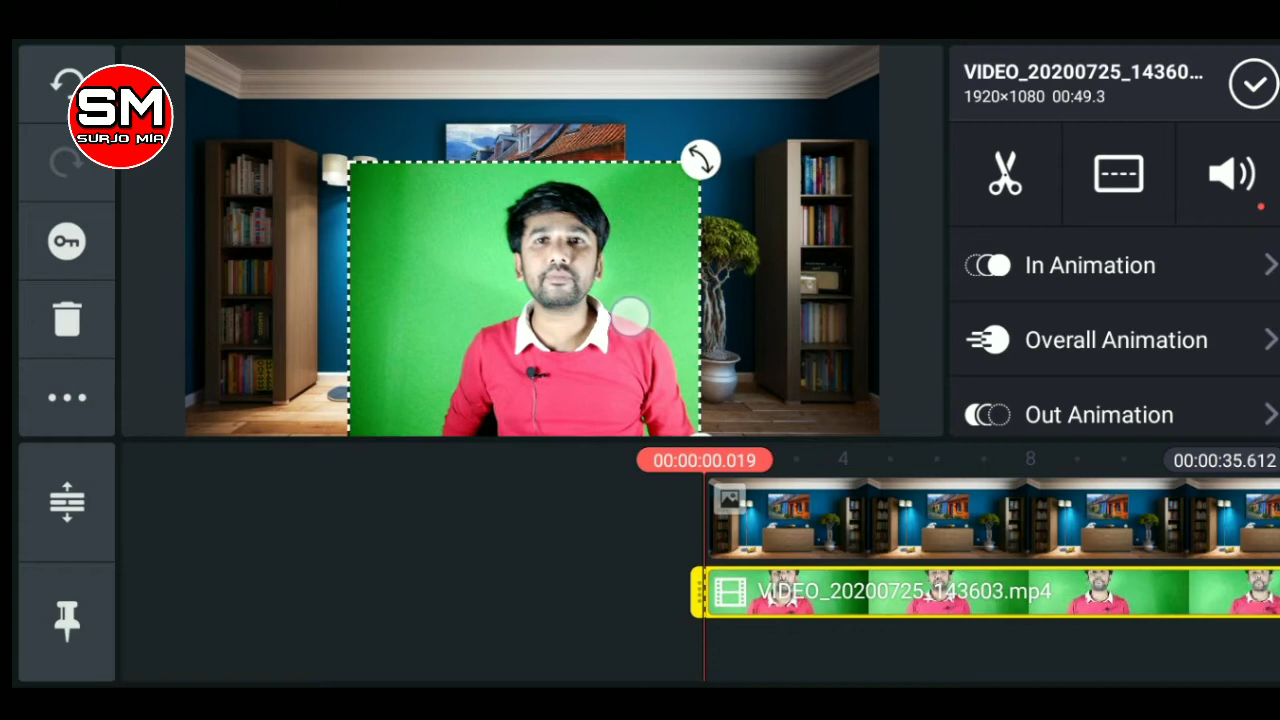 SM
SURJO MIA
VIDEO_20200725_14360...
1920×1080 00:49.3
In Animation
Overall Animation
Out Animation
00:00:00.019
4
8
00:00:35.612
VIDEO_20200725_143603.mp4